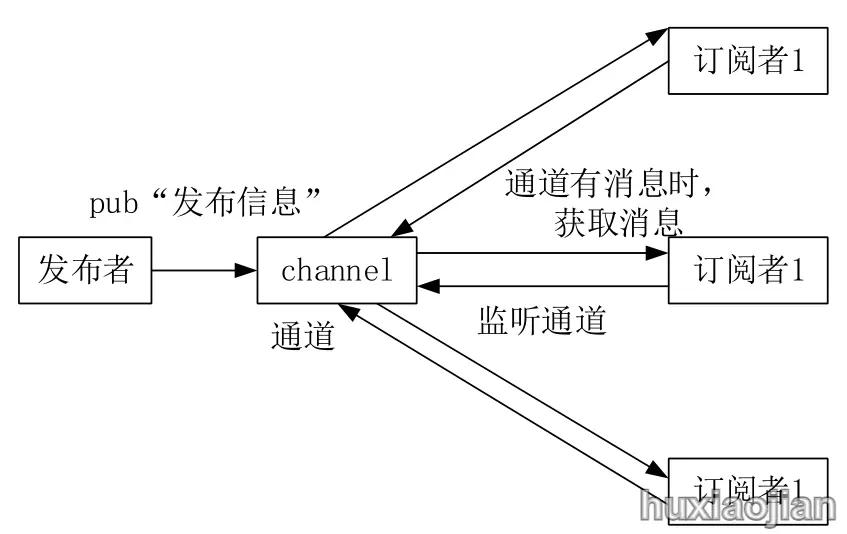 订阅者1
通道有消息时，
获取消息
pub“发布信息”
发布者
channel
订阅者1
通道
监听通道
订阅者1
huxiaojian